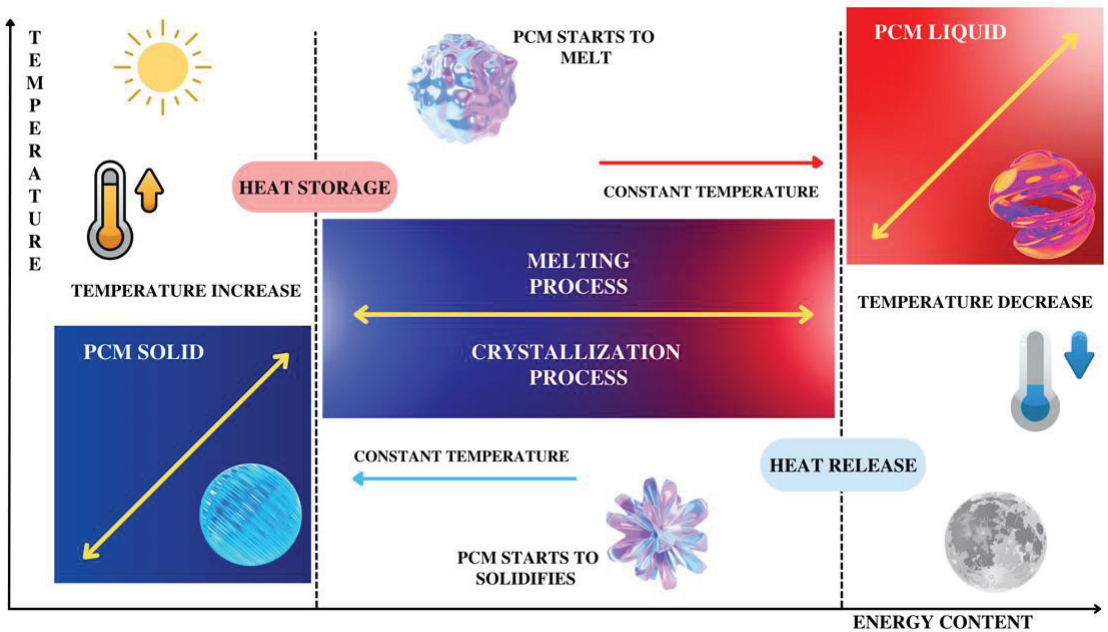 TEMPERATURE
PCM STARTS TO
MELT
PCM LIQUID
HEAT STORAGE
CONSTANT TEMPERATURE
TEMPERATURE INCREASE
MELTING
PROCESS
TEMPERATURE DECREASE
PCM SOLID
CRYSTALLIZATION
PROCESS
CONSTANT TEMPERATURE
HEAT RELEASE
PCM STARTS TO
SOLIDIFIES
ENERGY CONTENT